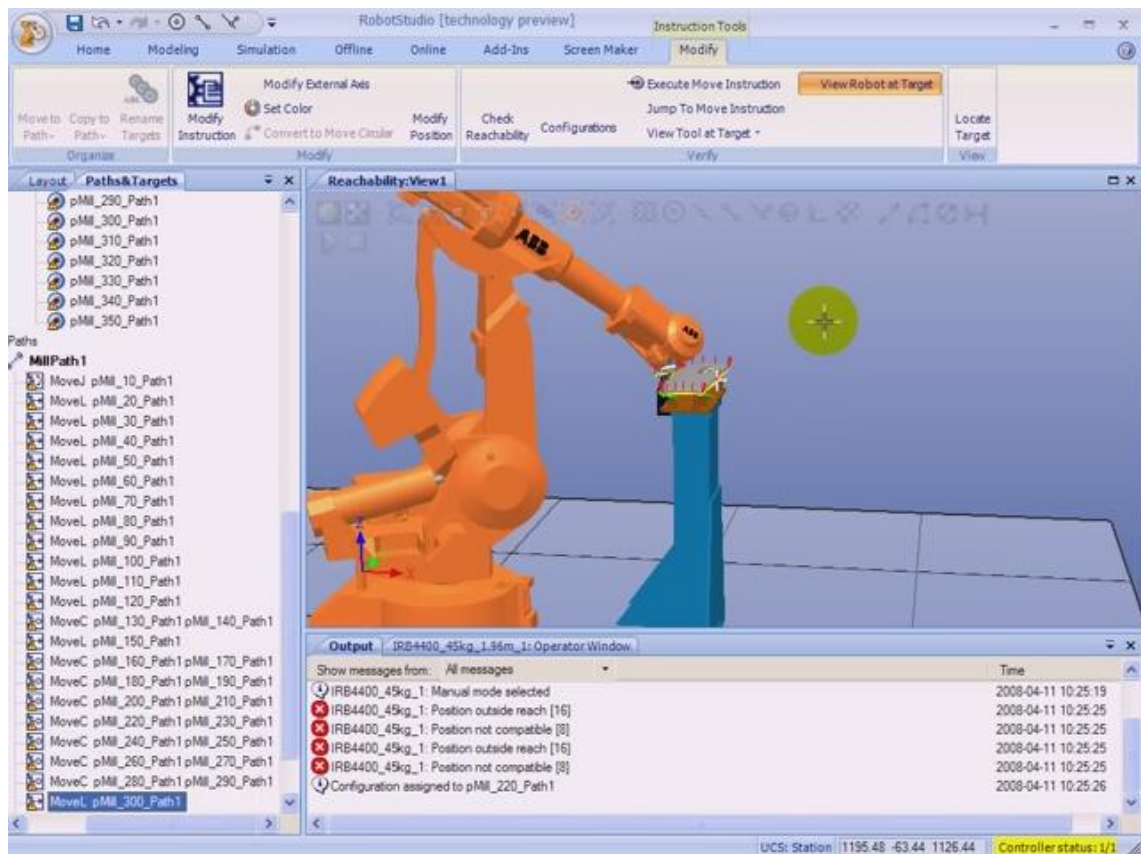 RobotStudio [technology preview]
Instruction Tools
Home Modeling Simulation Offline Online Add-Ins Screen Maker Modify
Move to Path
Copy to Path
Rename Targets
Organize
Modify Instruction
Modify External Axis
Set Color
Convert to Move Circular
Modify Position
Modify
Check Reachability
Configurations
Execute Move Instruction
Jump To Move Instruction
View Tool at Target
View Robot at Target
Verify
Locate Target
View
Layout Paths&Targets
pMill_290_Path1
pMill_300_Path1
pMill_310_Path1
pMill_320_Path1
pMill_330_Path1
pMill_340_Path1
pMill_350_Path1
Paths
MillPath1
MoveJ pMill_10_Path1
MoveL pMill_20_Path1
MoveL pMill_30_Path1
MoveL pMill_40_Path1
MoveL pMill_50_Path1
MoveL pMill_60_Path1
MoveL pMill_70_Path1
MoveL pMill_80_Path1
MoveL pMill_90_Path1
MoveL pMill_100_Path1
MoveL pMill_110_Path1
MoveL pMill_120_Path1
MoveC pMill_130_Path1 pMill_140_Path1
MoveL pMill_150_Path1
MoveC pMill_160_Path1 pMill_170_Path1
MoveC pMill_180_Path1 pMill_190_Path1
MoveC pMill_200_Path1 pMill_210_Path1
MoveC pMill_220_Path1 pMill_230_Path1
MoveC pMill_240_Path1 pMill_250_Path1
MoveC pMill_260_Path1 pMill_270_Path1
MoveC pMill_280_Path1 pMill_290_Path1
MoveL pMill_300_Path1
Reachability:View1
ABB
ABB
Z
X
Output IRB4400_45kg_1.96m_1: Operator Window
Show messages from: All messages Time
IRB4400_45kg_1: Manual mode selected 2008-04-11 10:25:19
IRB4400_45kg_1: Position outside reach [16] 2008-04-11 10:25:25
IRB4400_45kg_1: Position not compatible [8] 2008-04-11 10:25:25
IRB4400_45kg_1: Position outside reach [16] 2008-04-11 10:25:25
IRB4400_45kg_1: Position not compatible [8] 2008-04-11 10:25:25
Configuration assigned to pMill_220_Path1 2008-04-11 10:25:26
UCS: Station 1195.48 -63.44 1126.44 Controller status: 1/1